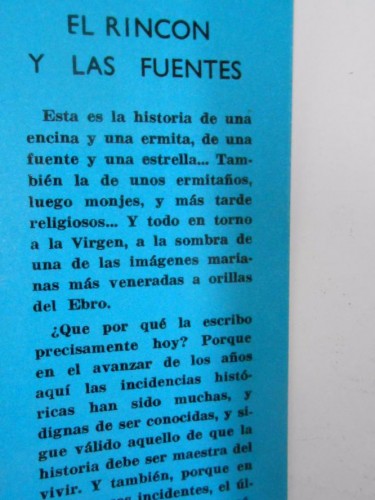 EL RINCON
Y LAS FUENTES
Esta es la historia de una
encina y una ermita, de una
fuente y una estrella... Tam-
bién la de unos ermitaños,
luego monjes, y más tarde
religiosos... Y todo en torno
a la Virgen, a la sombra de
una de las imágenes maria-
nas más veneradas a orillas
del Ebro.
¿Que por qué la escribo
precisamente hoy? Porque
en el avanzar de los años
aquí las incidencias histó-
ricas han sido muchas, y
dignas de ser conocidas, y si-
gue válido aquello de que la
historia debe ser maestra del
vivir. Y también, porque en
incidentes, el úl-